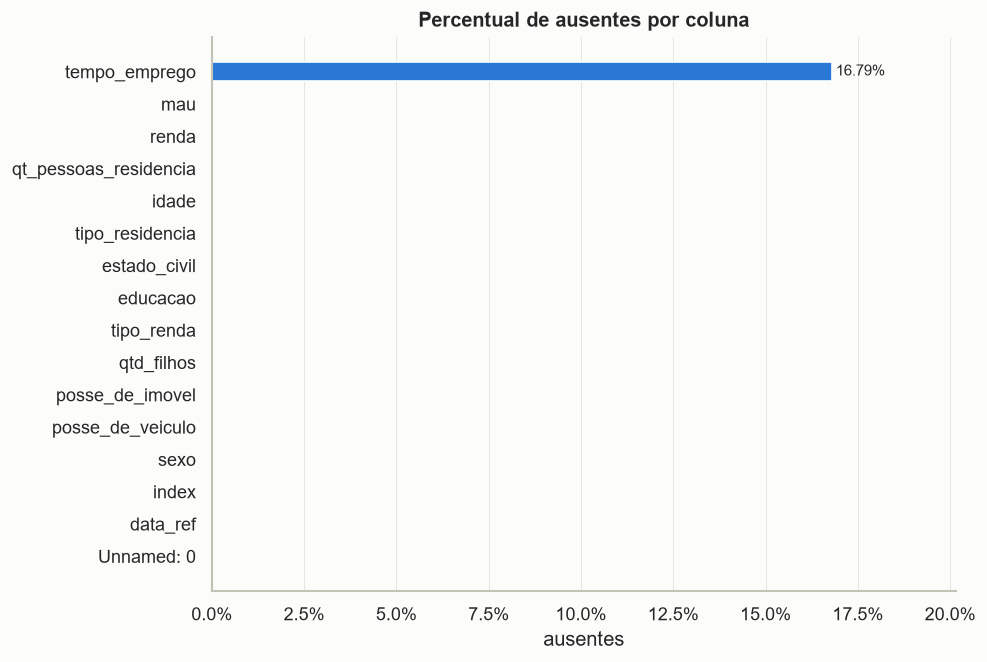 Percentual de ausentes por coluna
tempo_emprego
16.79%
mau
renda
qt_pessoas_residencia
idade
tipo_residencia
estado_civil
educacao
tipo_renda
qtd_filhos
posse_de_imovel
posse_de_veiculo
sexo
index
data_ref
Unnamed: 0
0.0% 2.5% 5.0% 7.5% 10.0% 12.5% 15.0% 17.5% 20.0%
ausentes